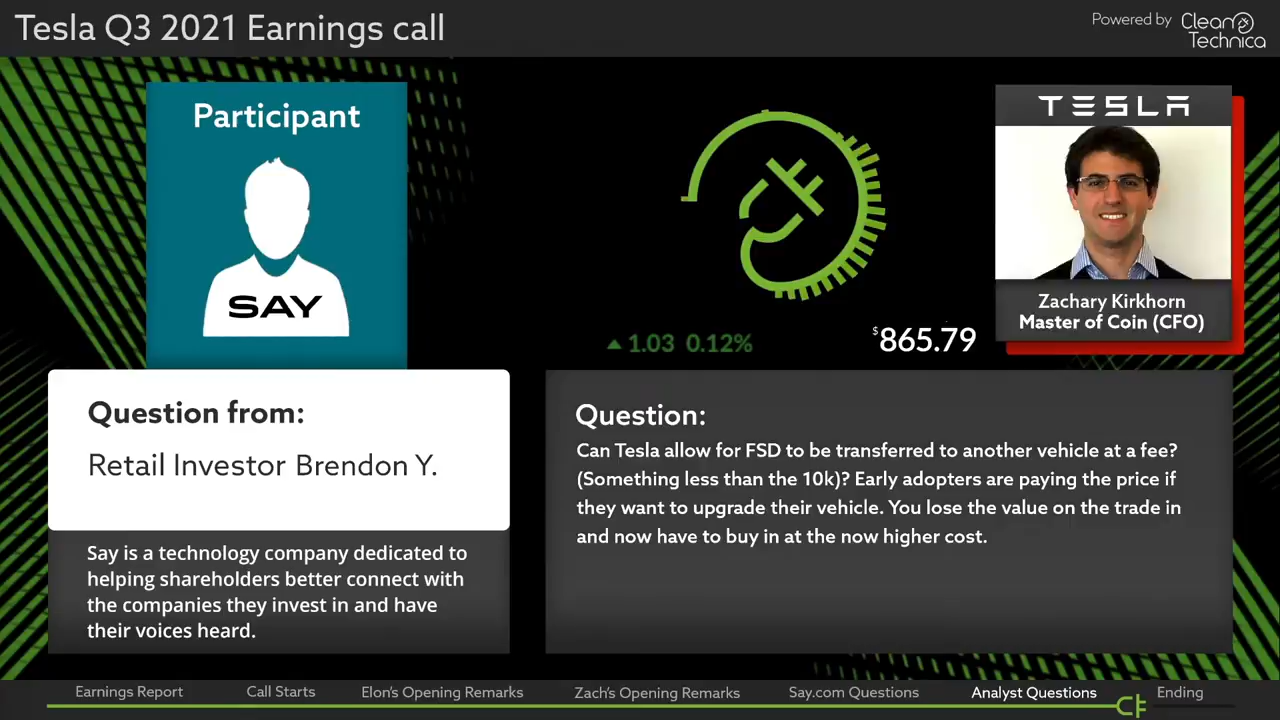 Tesla Q3 2021 Earnings call
Powered by
Clean
Technica
Participant
SAY
TESLA
Zachary Kirkhorn
Master of Coin (CFO)
▲ 1.03 0.12%
$865.79
Question from:
Retail Investor Brendon Y.
Say is a technology company dedicated to
helping shareholders better connect with
the companies they invest in and have
their voices heard.
Question:
Can Tesla allow for FSD to be transferred to another vehicle at a fee?
(Something less than the 10k)? Early adopters are paying the price if
they want to upgrade their vehicle. You lose the value on the trade in
and now have to buy in at the now higher cost.
Earnings Report Call Starts Elon's Opening Remarks Zach's Opening Remarks Say.com Questions Analyst Questions Ending